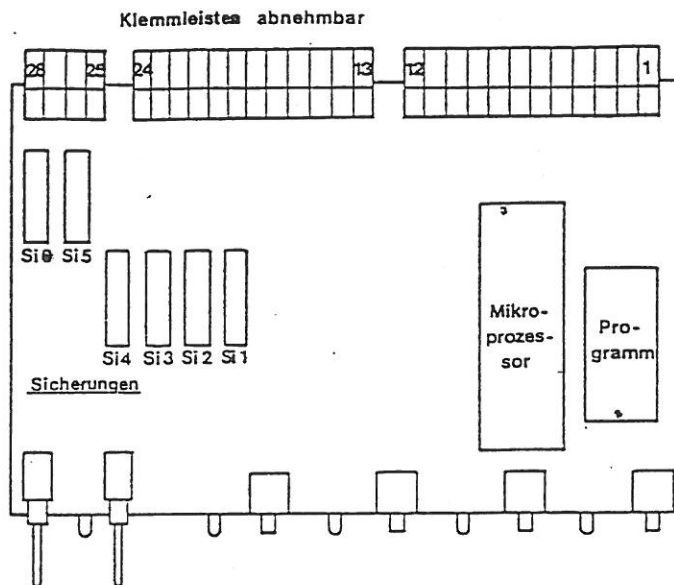 Klemmleisten abnehmbar
28 25 24 13 12 1
Si6 Si5
Si4 Si3 Si2 Si1
Sicherungen
Mikro-
prozes-
sor
Pro-
gramm